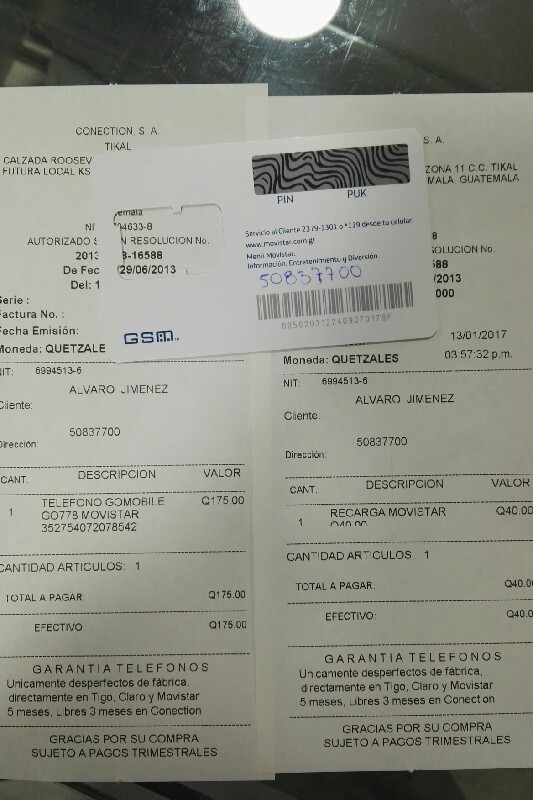 CONECTION, S. A.
TIKAL
CALZADA ROOSEV
FUTURA LOCAL KS
S. A.
ZONA 11 C.C. TIKAL
MALA. GUATEMALA
PIN
PUK
Servicio al Cliente 2379-1301 o *139 desde tu celular.
www.movistar.com.gt
Menú Movistar.
Información, Entretenimiento y Diversión.
50837700
GSM
emala
NI 04633-8
AUTORIZADO S N RESOLUCION No.
2013 3-16588
De Fec 29/06/2013
Del: 1
Serie :
Factura No. :
Fecha Emisión:
Moneda: QUETZALE
NIT: 6994513-6
ALVARO JIMENEZ
Cliente:
50837700
Dirección:
CANT. DESCRIPCION VALOR
1 TELEFONO GOMOBILE Q175.00
GO778 MOVISTAR
352754072078542
CANTIDAD ARTICULOS: 1
TOTAL A PAGAR: Q175.00
EFECTIVO: Q175.00
GARANTIA TELEFONOS
Unicamente desperfectos de fábrica,
directamente en Tigo, Claro y Movistar
5 meses, Libres 3 meses en Conection
GRACIAS POR SU COMPRA
SUJETO A PAGOS TRIMESTRALES
8
OLUCION No.
588
/2013
000
13/01/2017
Moneda: QUETZALES 03:57:32 p.m.
NIT: 6994513-6
ALVARO JIMENEZ
Cliente:
50837700
Dirección:
CANT. DESCRIPCION VALOR
1 RECARGA MOVISTAR Q40.00
Q40.00
CANTIDAD ARTICULOS 1
TOTAL A PAGAR: Q40.0
EFECTIVO: Q40.0
GARANTIA TELEFONOS
Unicamente desperfectos de fábrica,
directamente en Tigo, Claro y Movistar
5 meses, Libres 3 meses en Conection
GRACIAS POR SU COMPRA
SUJETO A PAGOS TRIMESTRALES